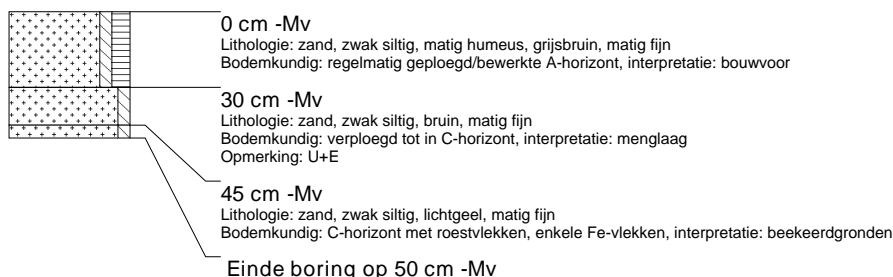 0 cm -Mv
Lithologie: zand, zwak siltig, matig humeus, grijsbruin, matig fijn
Bodemkundig: regelmatig geploegd/bewerkte A-horizont, interpretatie: bouwvoor
30 cm -Mv
Lithologie: zand, zwak siltig, bruin, matig fijn
Bodemkundig: verploegd tot in C-horizont, interpretatie: menglaag
Opmerking: U+E
45 cm -Mv
Lithologie: zand, zwak siltig, lichtgeel, matig fijn
Bodemkundig: C-horizont met roestvlekken, enkele Fe-vlekken, interpretatie: beekeerdgronden
Einde boring op 50 cm -Mv